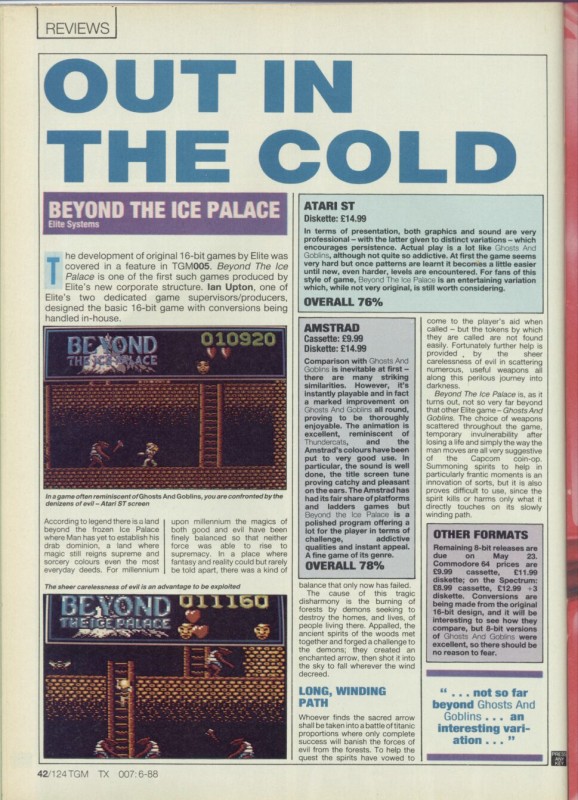 REVIEWS
OUT IN
THE COLD
BEYOND THE ICE PALACE
Elite Systems
The development of original 16-bit games by Elite was
covered in a feature in TGM005. Beyond The Ice
Palace is one of the first such games produced by
Elite's new corporate structure. Ian Upton, one of
Elite's two dedicated game supervisors/producers,
designed the basic 16-bit game with conversions being
handled in-house.
BEYOND
THE ICE PALACE
010920
In a game often reminiscent of Ghosts And Goblins, you are confronted by the
denizens of evil – Atari ST screen
According to legend there is a land
beyond the frozen Ice Palace
where Man has yet to establish his
drab dominion, a land where
magic still reigns supreme and
sorcery colours even the most
everyday deeds. For millennium
upon millennium the magics of
both good and evil have been
finely balanced so that neither
force was able to rise to
supremacy. In a place where
fantasy and reality could but rarely
be told apart, there was a kind of
The sheer carelessness of evil is an advantage to be exploited
BEYOND
THE ICE PALACE
011160
ATARI ST
Diskette: £14.99
In terms of presentation, both graphics and sound are very
professional – with the latter given to distinct variations – which
encourages persistence. Actual play is a lot like Ghosts And
Goblins, although not quite so addictive. At first the game seems
very hard but once patterns are learnt it becomes a little easier
until new, even harder, levels are encountered. For fans of this
style of game, Beyond The Ice Palace is an entertaining variation
which, while not very original, is still worth considering.
OVERALL 76%
AMSTRAD
Cassette: £9.99
Diskette: £14.99
Comparison with Ghosts And
Goblins is inevitable at first –
there are many striking
similarities. However, it's
instantly playable and in fact
a marked improvement on
Ghosts And Goblins all round,
proving to be thoroughly
enjoyable. The animation is
excellent, reminiscent of
Thundercats, and the
Amstrad's colours have been
put to very good use. In
particular, the sound is well
done, the title screen tune
proving catchy and pleasant
on the ears. The Amstrad has
had its fair share of platforms
and ladders games but
Beyond the Ice Palace is a
polished program offering a
lot for the player in terms of
challenge, addictive
qualities and instant appeal.
A fine game of its genre.
OVERALL 78%
balance that only now has failed.
The cause of this tragic
disharmony is the burning of
forests by demons seeking to
destroy the homes, and lives, of
people living there. Appalled, the
ancient spirits of the woods met
together and forged a challenge to
the demons; they created an
enchanted arrow, then shot it into
the sky to fall wherever the wind
decreed.
LONG, WINDING
PATH
Whoever finds the sacred arrow
shall be taken into a battle of titanic
proportions where only complete
success will banish the forces of
evil from the forests. To help the
quest the spirits have vowed to
come to the player's aid when
called – but the tokens by which
they are called are not found
easily. Fortunately further help is
provided by the sheer
carelessness of evil in scattering
numerous, useful weapons all
along this perilous journey into
darkness.
Beyond The Ice Palace is, as it
turns out, not so very far beyond
that other Elite game – Ghosts And
Goblins. The choice of weapons
scattered throughout the game,
temporary invulnerability after
losing a life and simply the way the
man moves are all very suggestive
of the Capcom coin-op.
Summoning spirits to help in
particularly frantic moments is an
innovation of sorts, but it is also
proves difficult to use, since the
spirit kills or harms only what it
directly touches on its slowly
winding path.
OTHER FORMATS
Remaining 8-bit releases are
due on May 23.
Commodore 64 prices are
£9.99 cassette, £11.99
diskette; on the Spectrum:
£8.99 cassette, £12.99 +3
diskette. Conversions are
being made from the original
16-bit design, and it will be
interesting to see how they
compare, but 8-bit versions
of Ghosts And Goblins were
excellent, so there should be
no reason to fear.
“ . . . not so far
beyond Ghosts And
Goblins . . . an
interesting vari-
ation . . . ”
42/124 TGM TX 007:6-88
PRESS
ANY
KEY